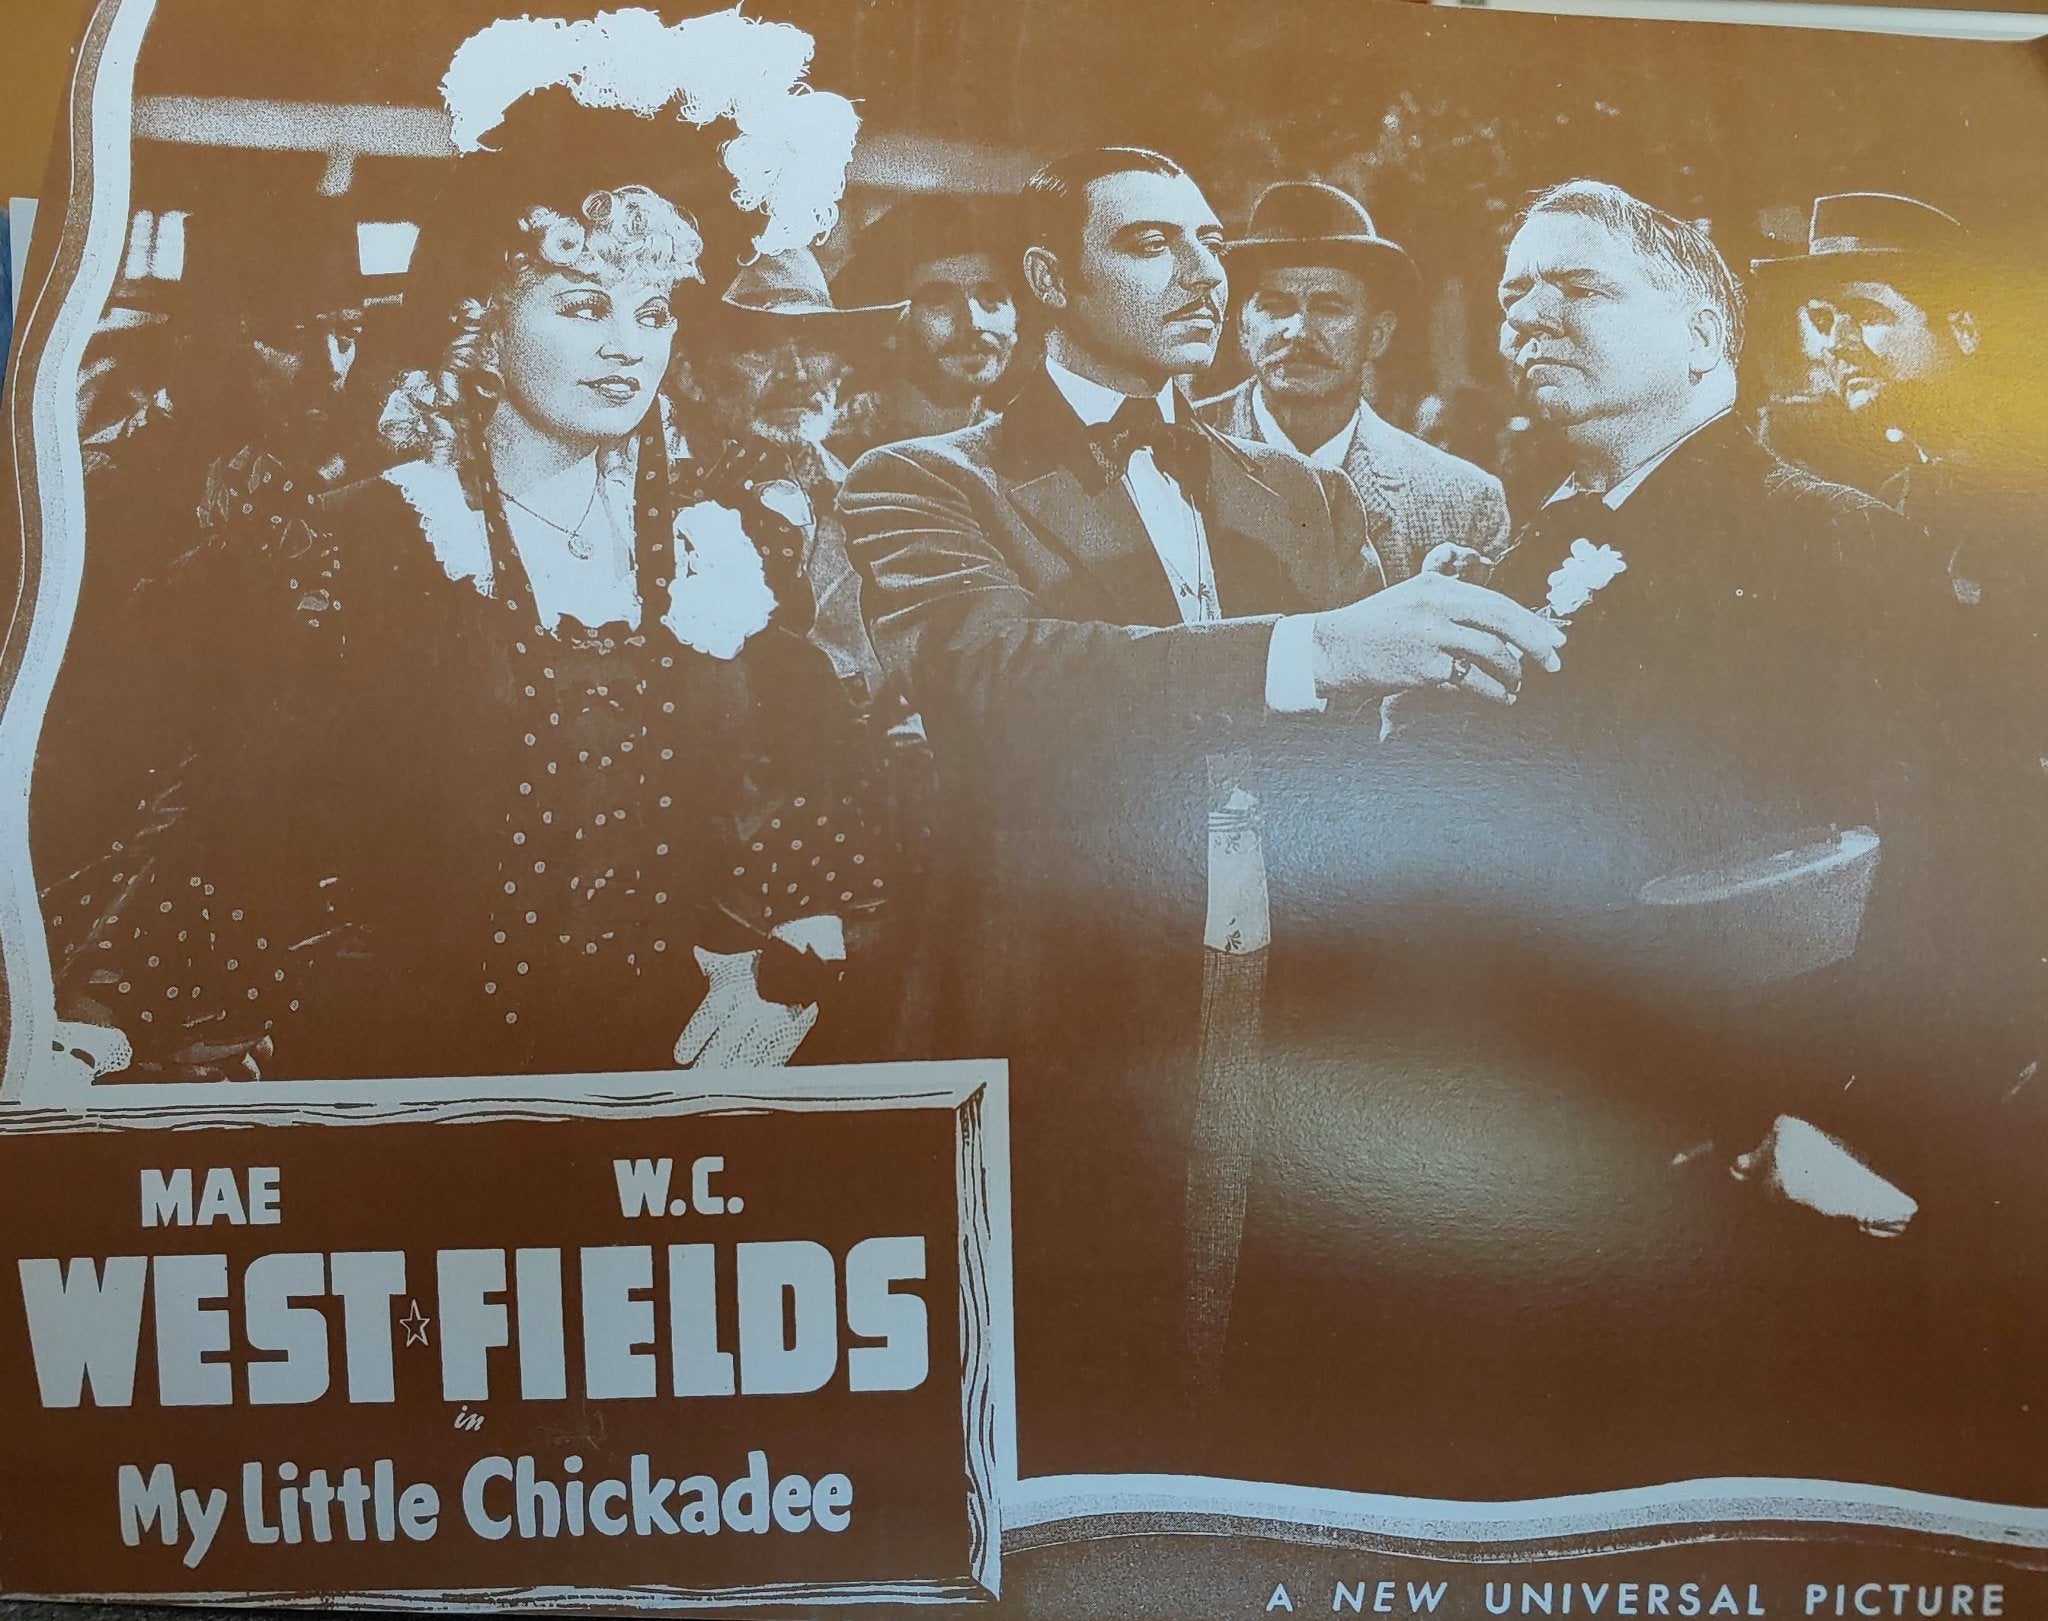 MAE W.C.
WEST☆FIELDS
in
My Little Chickadee
A NEW UNIVERSAL PICTURE